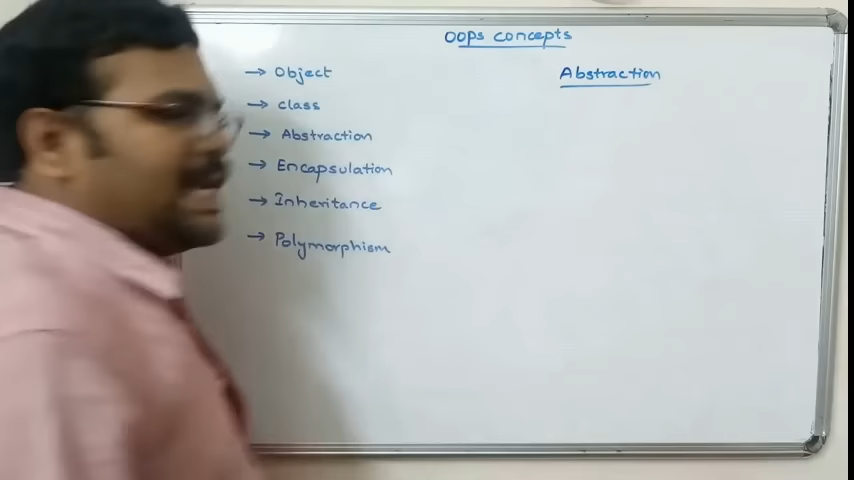 OOPS concepts
→ Object
→ class
→ Abstraction
→ Encapsulation
→ Inheritance
→ Polymorphism
Abstraction